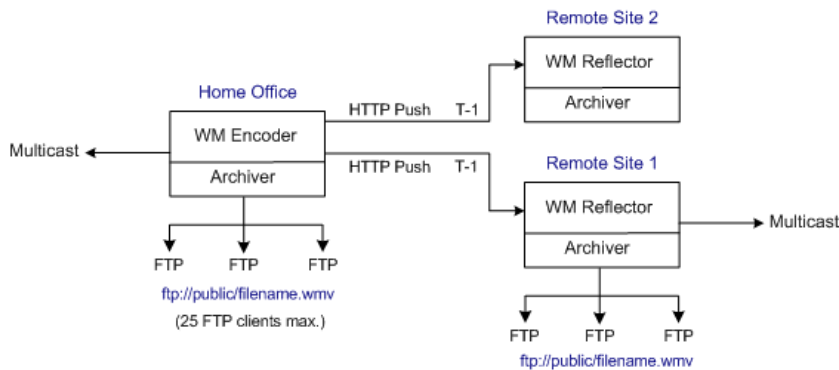 Remote Site 2
WM Reflector
Archiver
Home Office
WM Encoder
Archiver
Multicast
HTTP Push T-1
HTTP Push T-1
Remote Site 1
WM Reflector
Archiver
Multicast
FTP FTP FTP
ftp://public/filename.wmv
(25 FTP clients max.)
FTP FTP FTP
ftp://public/filename.wmv